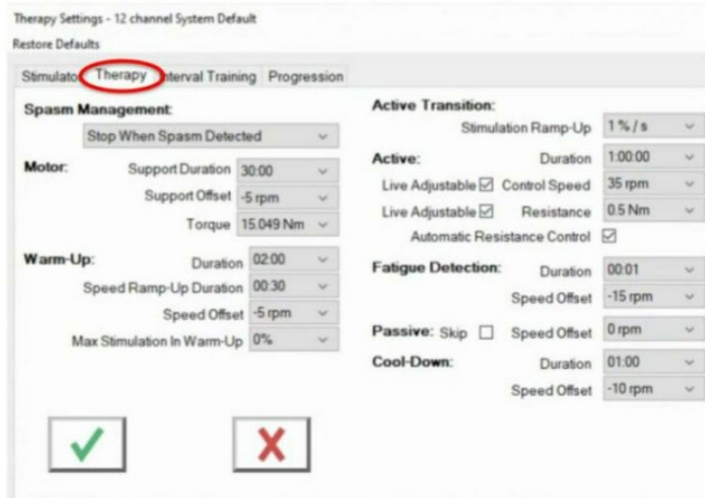 Therapy Settings - 12 channel System Default
Restore Defaults
Stimulato Therapy nterval Training Progression
Spasm Management:
Stop When Spasm Detected
Motor: Support Duration 30:00
Support Offset -5 rpm
Torque 15.049 Nm
Warm-Up: Duration 02:00
Speed Ramp-Up Duration 00:30
Speed Offset -5 rpm
Max Stimulation In Warm-Up 0%
Active Transition:
Stimulation Ramp-Up 1 % / s
Active: Duration 1:00:00
Live Adjustable Control Speed 35 rpm
Live Adjustable Resistance 0.5 Nm
Automatic Resistance Control
Fatigue Detection: Duration 00:01
Speed Offset -15 rpm
Passive: Skip Speed Offset 0 rpm
Cool-Down: Duration 01:00
Speed Offset -10 rpm